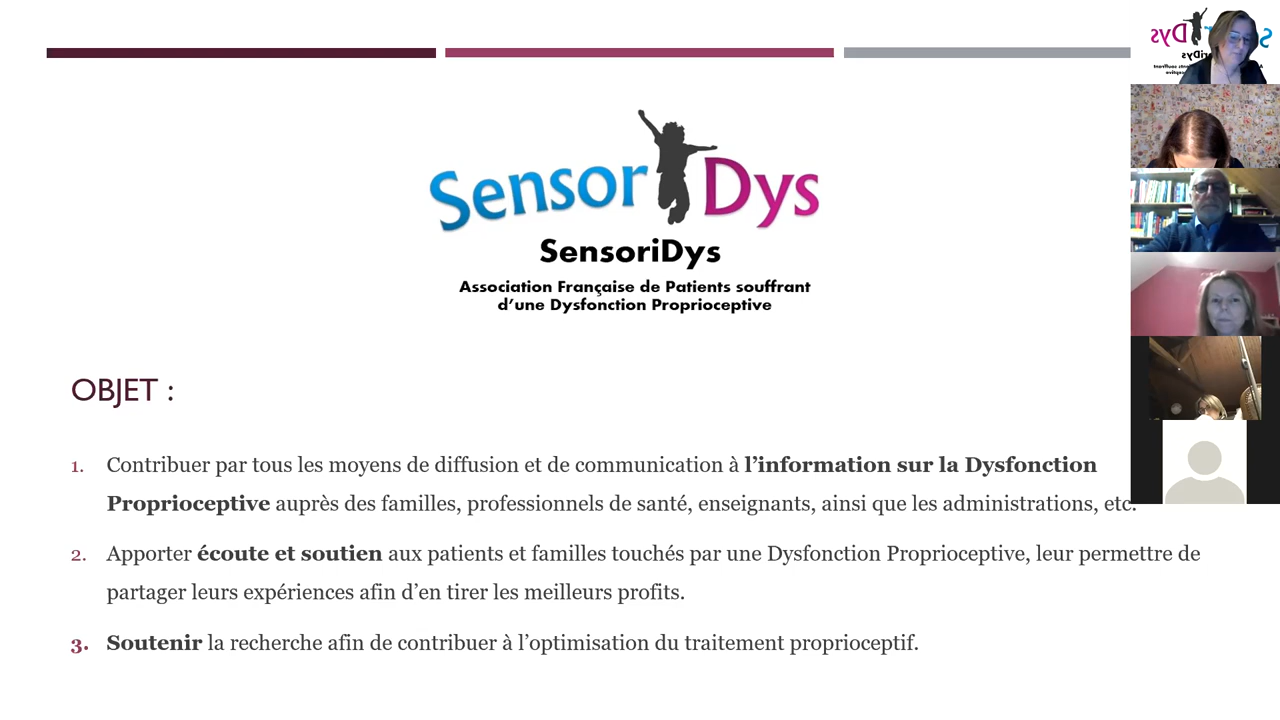 Sensor Dys
SensoriDys
Association Française de Patients souffrant
d’une Dysfonction Proprioceptive
OBJET :
1. Contribuer par tous les moyens de diffusion et de communication à l’information sur la Dysfonction
Proprioceptive auprès des familles, professionnels de santé, enseignants, ainsi que les administrations, etc.
2. Apporter écoute et soutien aux patients et familles touchés par une Dysfonction Proprioceptive, leur permettre de
partager leurs expériences afin d’en tirer les meilleurs profits.
3. Soutenir la recherche afin de contribuer à l’optimisation du traitement proprioceptif.